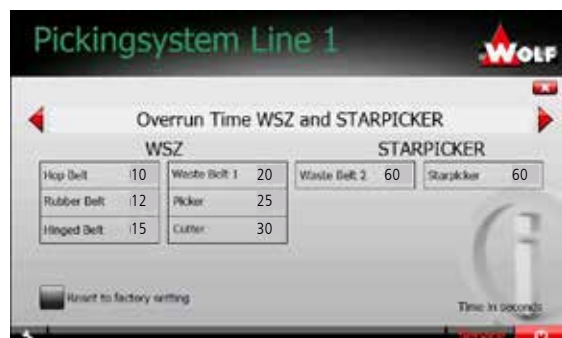 Pickingsystem Line 1
WOLF
Overrun Time WSZ and STARPICKER
WSZ
STARPICKER
Hop Belt 10
Waste Belt 1 20
Waste Belt 2 60
Starpicker 60
Rubber Belt 12
Picker 25
Hinged Belt 15
Cutter 30
Reset to factory setting
Time in seconds
Service